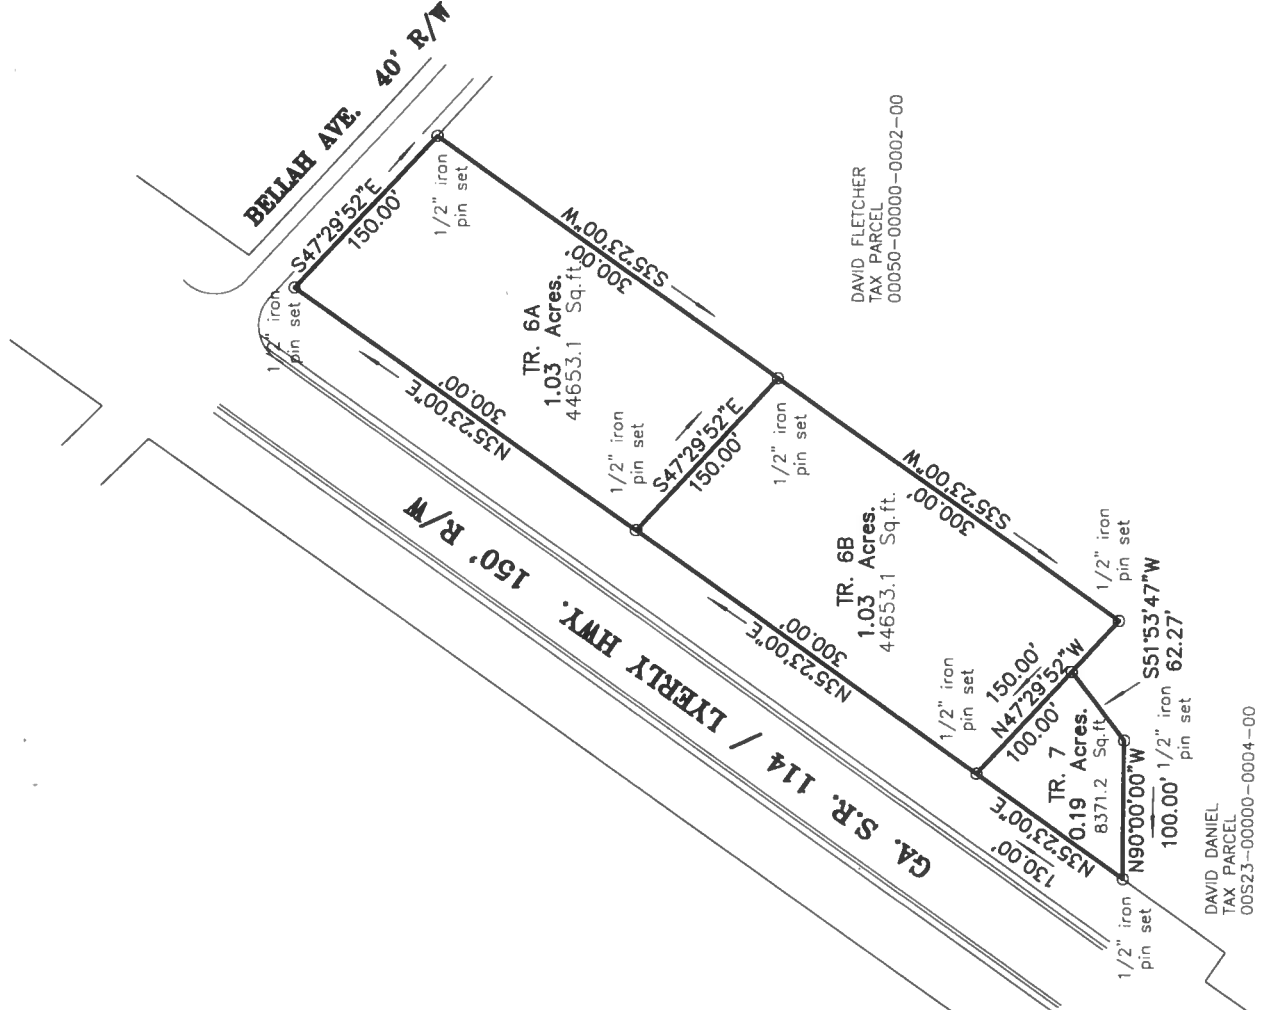 BELLAH AVE. 40' R/W
S47°29'52"E
150.00'
1/2" iron
pin set
1/2" iron
pin set
N35°23'00"E
300.00'
TR. 6A
1.03 Acres.
44653.1 Sq.ft.
S35°23'00"W
300.00'
DAVID FLETCHER
TAX PARCEL
00050-00000-0002-00
1/2" iron
pin set
S47°29'52"E
150.00'
1/2" iron
pin set
GA. S.R. 114 / LYERLY HWY. 150' R/W
N35°23'00"E
300.00'
TR. 6B
1.03 Acres.
44653.1 Sq.ft.
S35°23'00"W
300.00'
1/2" iron
pin set
1/2" iron
pin set
150.00'
N47°29'52"W
100.00'
S51°53'47"W
62.27'
TR. 7
0.19 Acres.
8371.2 Sq.ft.
N35°23'00"E
130.00'
N90°00'00"W
100.00'
1/2" iron
pin set
1/2" iron
pin set
DAVID DANIEL
TAX PARCEL
00S23-00000-0004-00